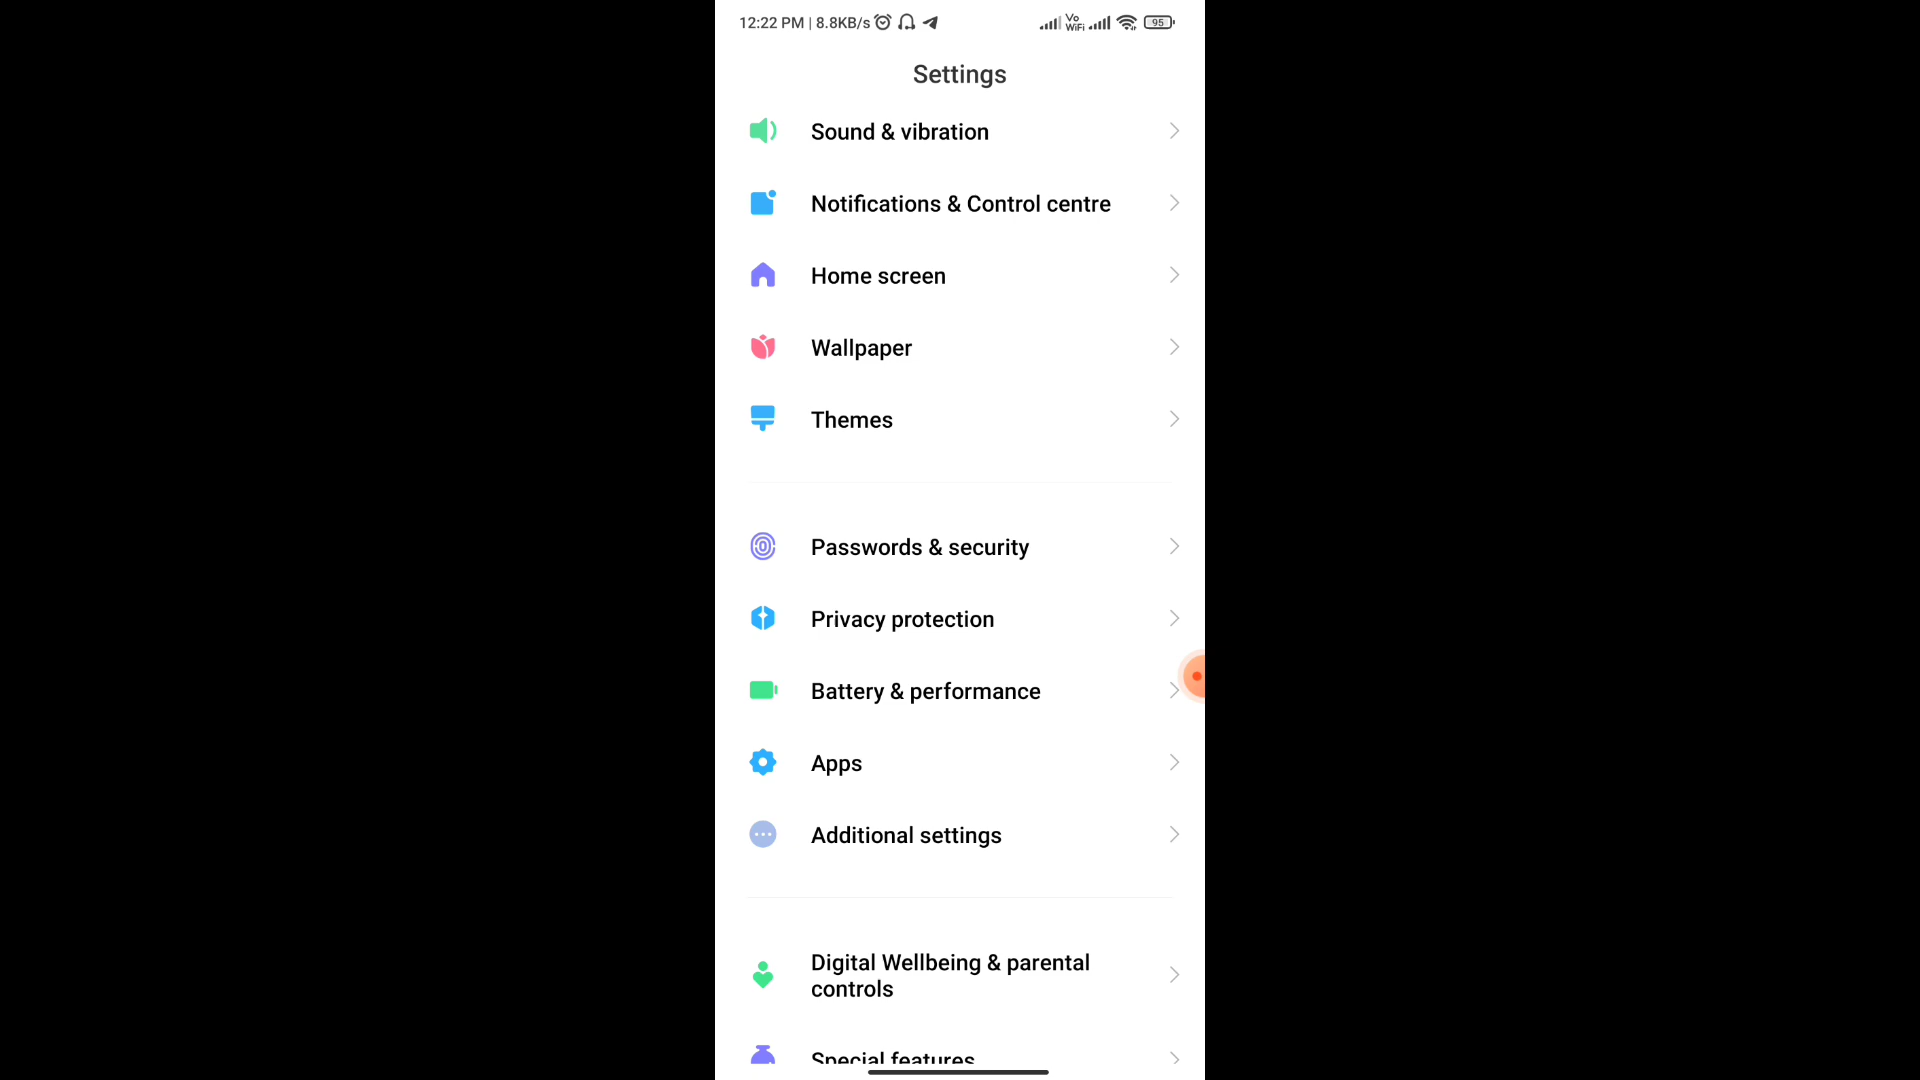 12:22 PM | 8.8KB/s Vo WiFi 95
Settings
Sound & vibration
Notifications & Control centre
Home screen
Wallpaper
Themes
Passwords & security
Privacy protection
Battery & performance
Apps
Additional settings
Digital Wellbeing & parental
controls
Special features